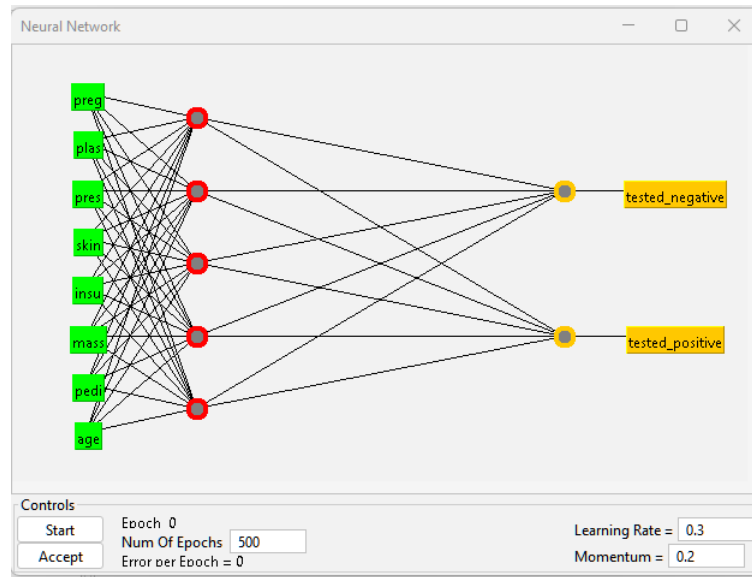 Neural Network
preg
plas
pres
skin
insu
mass
pedi
age
tested_negative
tested_positive
Controls
Start
Accept
Epoch 0
Num Of Epochs 500
Error per Epoch = 0
Learning Rate = 0.3
Momentum = 0.2